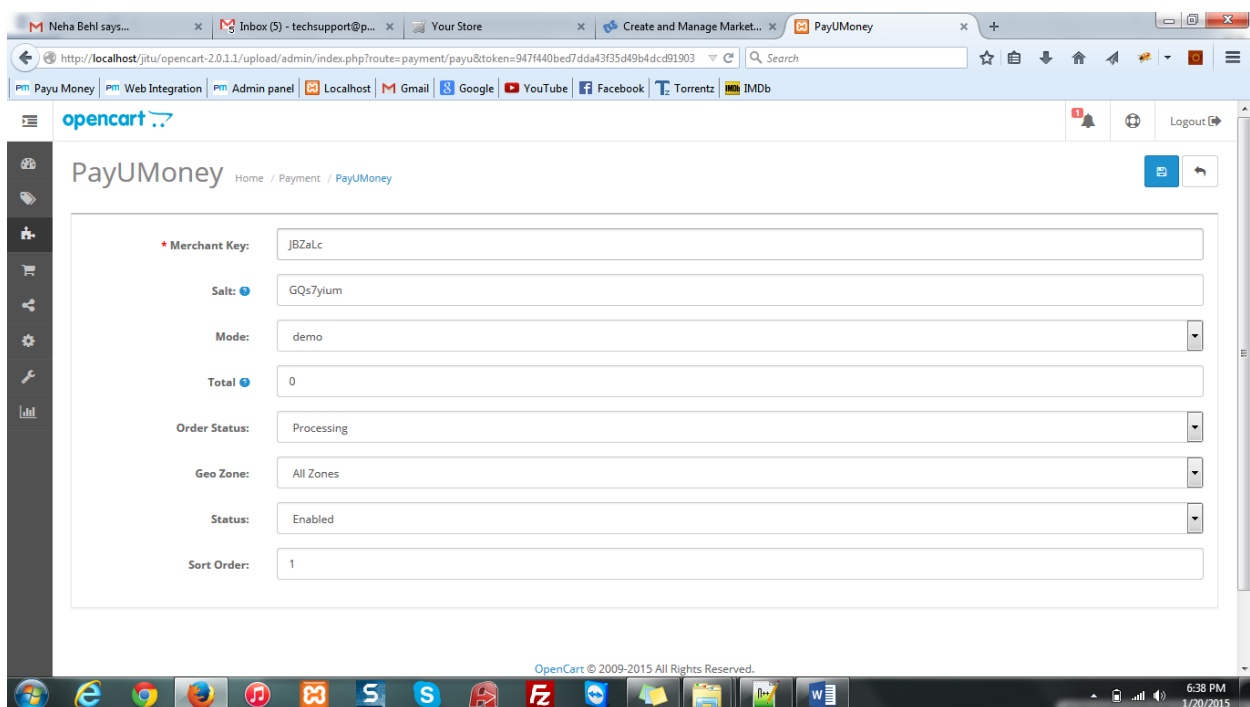 Neha Behl says... Inbox (5) - techsupport@p... Your Store Create and Manage Market... PayUMoney
http://localhost/jitu/opencart-2.0.1.1/upload/admin/index.php?route=payment/payu&token=947f440bed7dda43f35d49b4dcd91903 Search
Payu Money Web Integration Admin panel Localhost Gmail Google YouTube Facebook Torrentz IMDb
opencart 1 Logout
PayUMoney Home / Payment / PayUMoney
* Merchant Key: JBZaLc
Salt: GQs7yium
Mode: demo
Total 0
Order Status: Processing
Geo Zone: All Zones
Status: Enabled
Sort Order: 1
OpenCart © 2009-2015 All Rights Reserved.
6:38 PM
1/20/2015